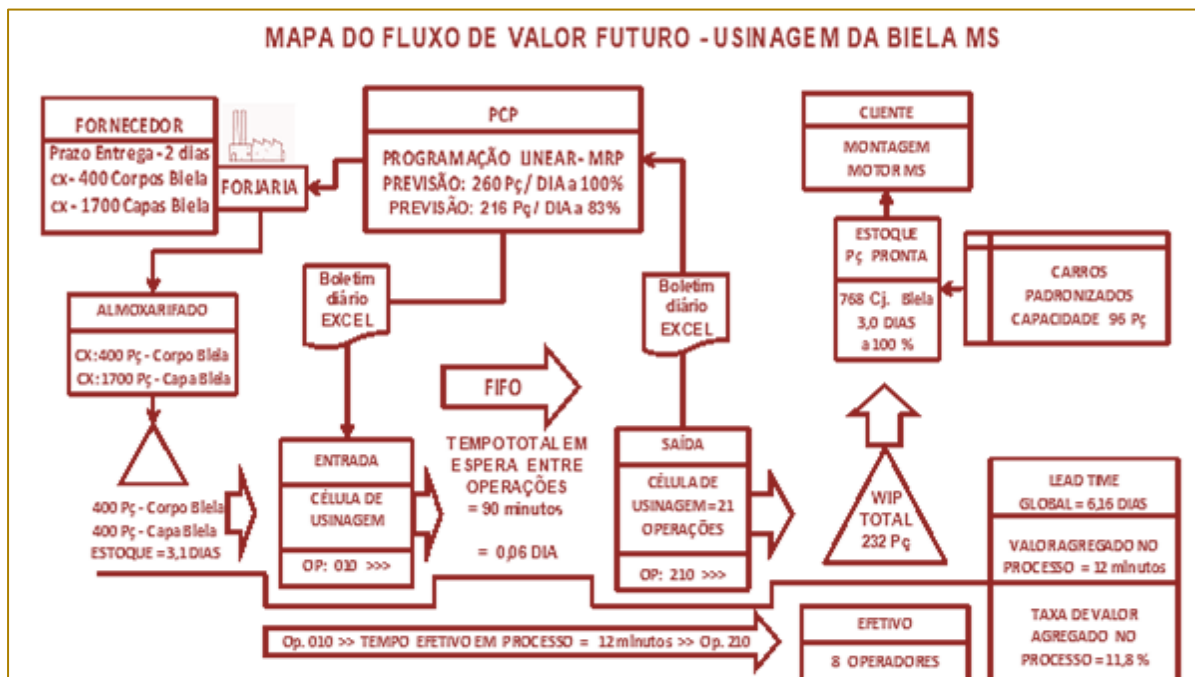 MAPA DO FLUXO DE VALOR FUTURO - USINAGEM DA BIELA MS
FORNECEDOR
Prazo Entrega - 2 dias
cx - 400 Corpos Biela
cx - 1700 Capas Biela
FORJARIA
PCP
PROGRAMAÇÃO LINEAR - MRP
PREVISÃO: 260 Pç / DIA a 100%
PREVISÃO: 216 Pç / DIA a 83%
CLIENTE
MONTAGEM
MOTOR MS
ESTOQUE
Pç PRONTA
768 Cj. Biela
3,0 DIAS
a 100 %
CARROS
PADRONIZADOS
CAPACIDADE 96 Pç
Boletim
diário
EXCEL
Boletim
diário
EXCEL
ALMOXARIFADO
CX: 400 Pç - Corpo Biela
CX: 1700 Pç - Capa Biela
400 Pç - Corpo Biela
400 Pç - Capa Biela
ESTOQUE = 3,1 DIAS
ENTRADA
CÉLULA DE
USINAGEM
OP: 010 >>>
FIFO
TEMPO TOTAL EM
ESPERA ENTRE
OPERAÇÕES
= 90 minutos
= 0,06 DIA
SAÍDA
CÉLULA DE
USINAGEM = 21
OPERAÇÕES
OP: 210 >>>
WIP
TOTAL
232 Pç
LEAD TIME
GLOBAL = 6,16 DIAS
VALOR AGREGADO NO
PROCESSO = 12 minutos
TAXA DE VALOR
AGREGADO NO
PROCESSO = 11,8 %
Op. 010 >> TEMPO EFETIVO EM PROCESSO = 12 minutos >> Op. 210
EFETIVO
8 OPERADORES